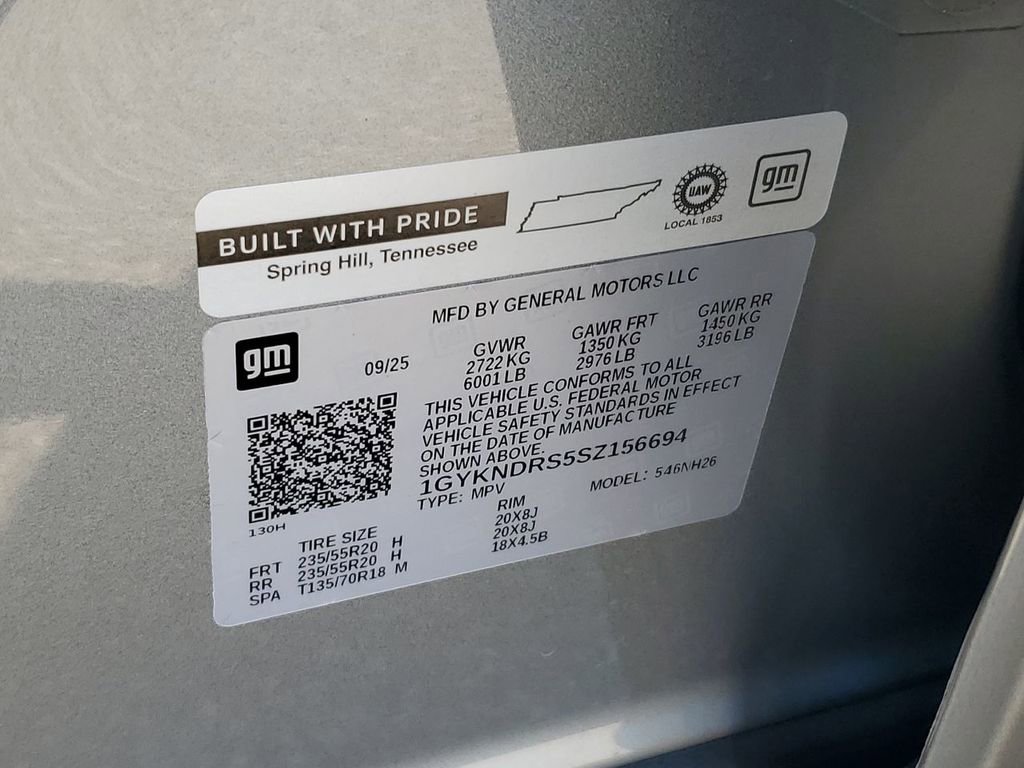 BUILT WITH PRIDE
Spring Hill, Tennessee
UAW
LOCAL 1853
gm
MFD BY GENERAL MOTORS LLC
gm
09/25
GVWR GAWR FRT GAWR RR
2722 KG 1350 KG 1450 KG
6001 LB 2976 LB 3196 LB
THIS VEHICLE CONFORMS TO ALL
APPLICABLE U.S. FEDERAL MOTOR
VEHICLE SAFETY STANDARDS IN EFFECT
ON THE DATE OF MANUFACTURE
SHOWN ABOVE.
1GYKNDRS5SZ156694
TYPE: MPV MODEL: 546NH26
130H
TIRE SIZE RIM
FRT 235/55R20 H 20X8J
RR 235/55R20 H 20X8J
SPA T135/70R18 M 18X4.5B